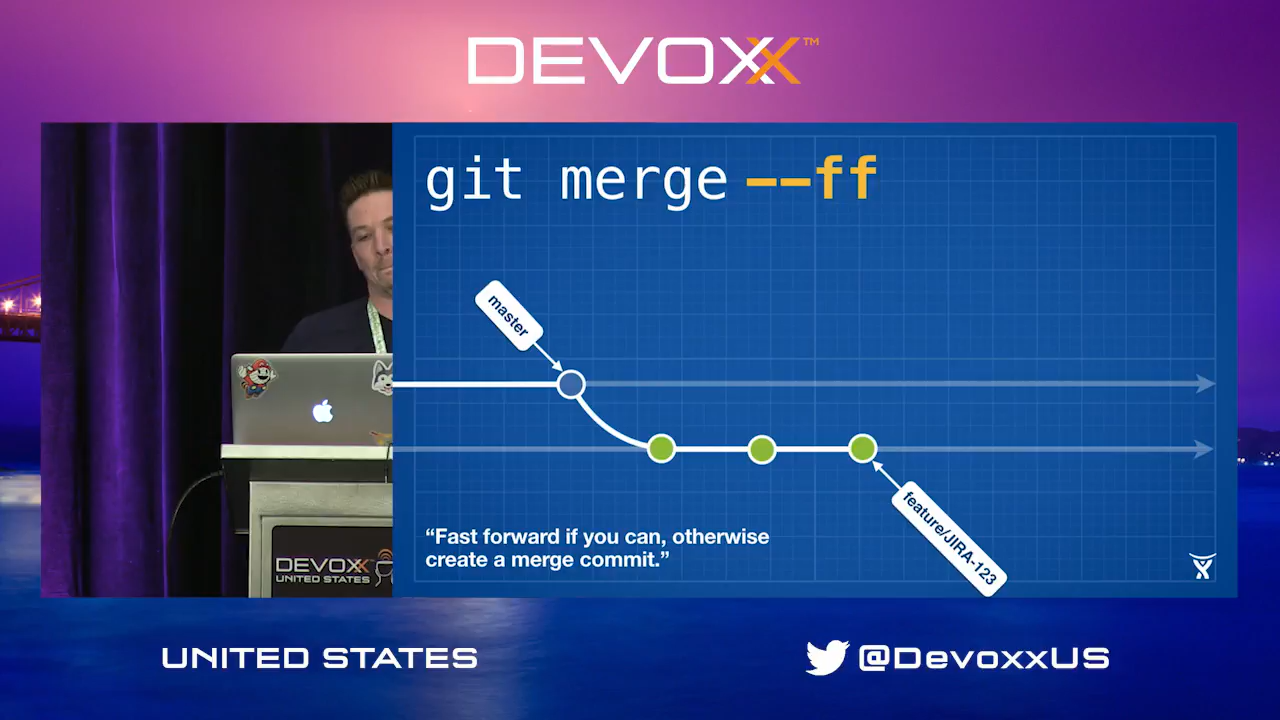 DEVOXX™
git merge --ff
master
feature/JIRA-123
“Fast forward if you can, otherwise
create a merge commit.”
DEVOXX
UNITED STATES
UNITED STATES
@DevoxxUS